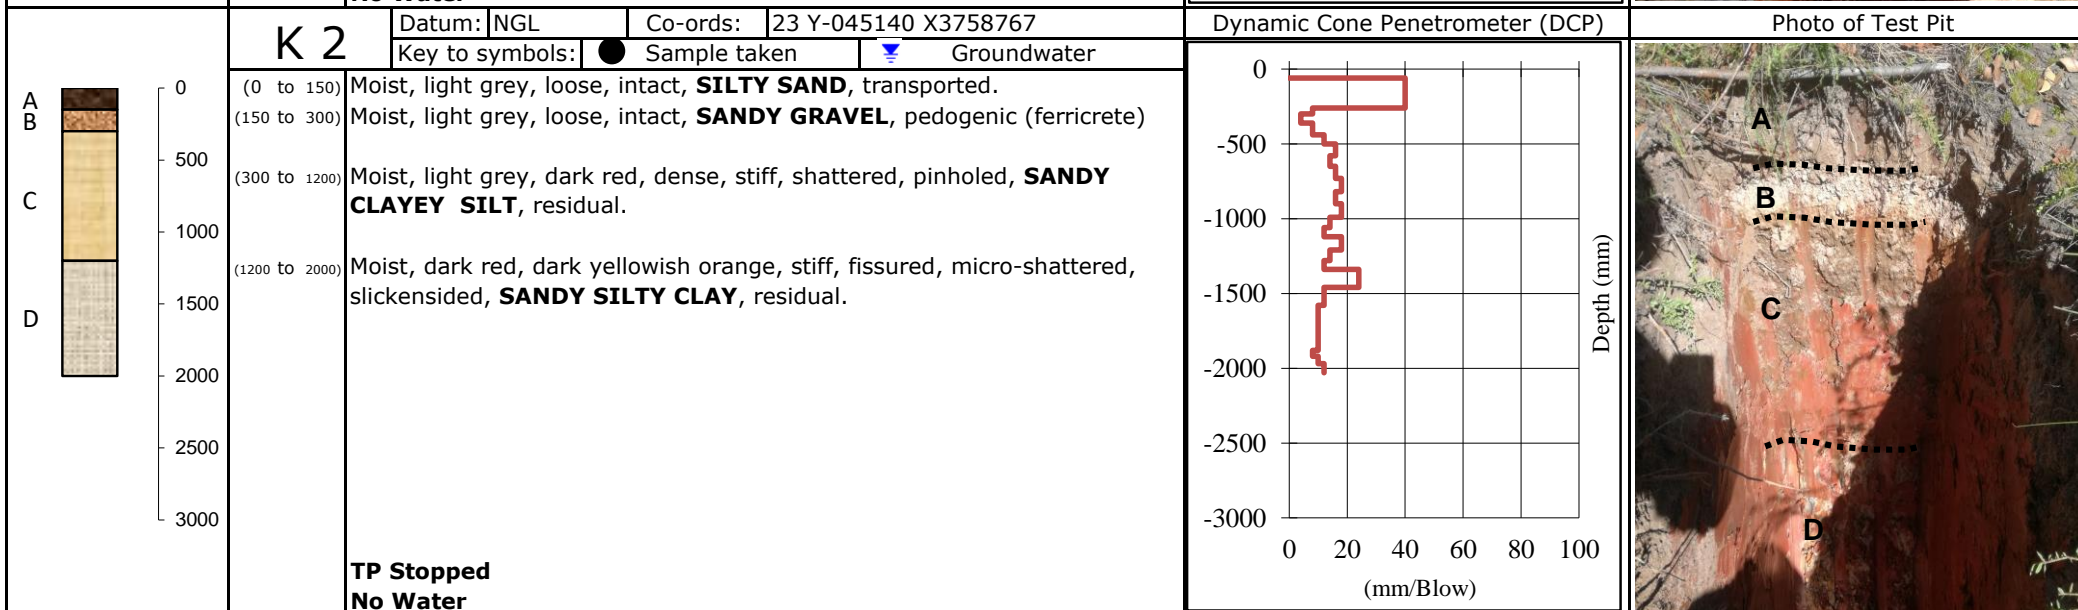 No Water
K 2
Datum: NGL Co-ords: 23 Y-045140 X3758767
Key to symbols: Sample taken Groundwater
Dynamic Cone Penetrometer (DCP)
Photo of Test Pit
A
B
C
D
0
500
1000
1500
2000
2500
3000
(0 to 150) Moist, light grey, loose, intact, SILTY SAND, transported.
(150 to 300) Moist, light grey, loose, intact, SANDY GRAVEL, pedogenic (ferricrete)
(300 to 1200) Moist, light grey, dark red, dense, stiff, shattered, pinholed, SANDY
CLAYEY SILT, residual.
(1200 to 2000) Moist, dark red, dark yellowish orange, stiff, fissured, micro-shattered,
slickensided, SANDY SILTY CLAY, residual.
TP Stopped
No Water
0
-500
-1000
-1500
-2000
-2500
-3000
0 20 40 60 80 100
(mm/Blow)
Depth (mm)
A
B
C
D